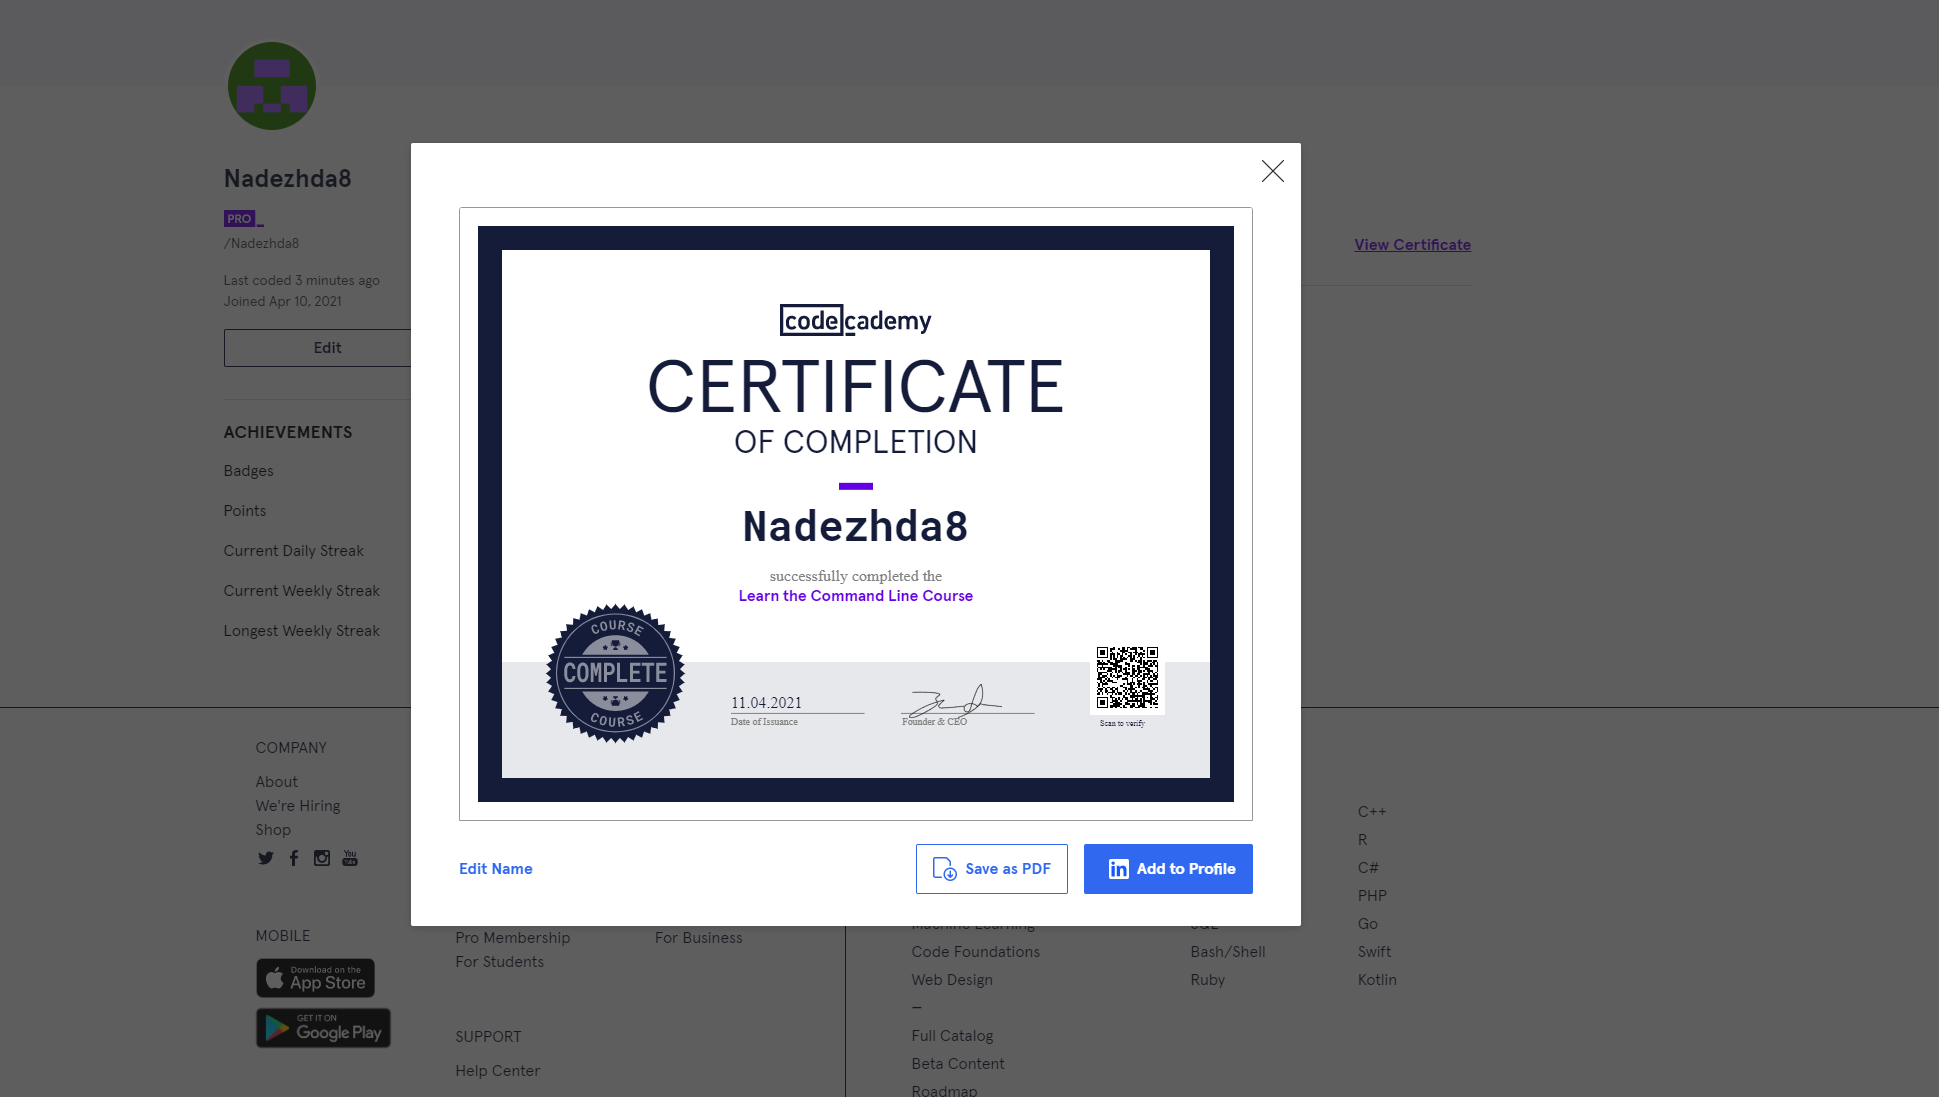 Nadezhda8
PRO
/Nadezhda8
Last coded 3 minutes ago
Joined Apr 10, 2021
Edit
ACHIEVEMENTS
Badges
Points
Current Daily Streak
Current Weekly Streak
Longest Weekly Streak
View Certificate
codecademy
CERTIFICATE
OF COMPLETION
Nadezhda8
successfully completed the
Learn the Command Line Course
COURSE
COMPLETE
COURSE
11.04.2021
Date of Issuance
Founder & CEO
Scan to verify
Edit Name
Save as PDF
in Add to Profile
COMPANY
About
We're Hiring
Shop
You
Tube
MOBILE
Download on the
App Store
GET IT ON
Google Play
Pro Membership
For Students
For Business
SUPPORT
Help Center
Machine Learning
Code Foundations
Web Design
—
Full Catalog
Beta Content
Roadmap
Bash/Shell
Ruby
C++
R
C#
PHP
Go
Swift
Kotlin